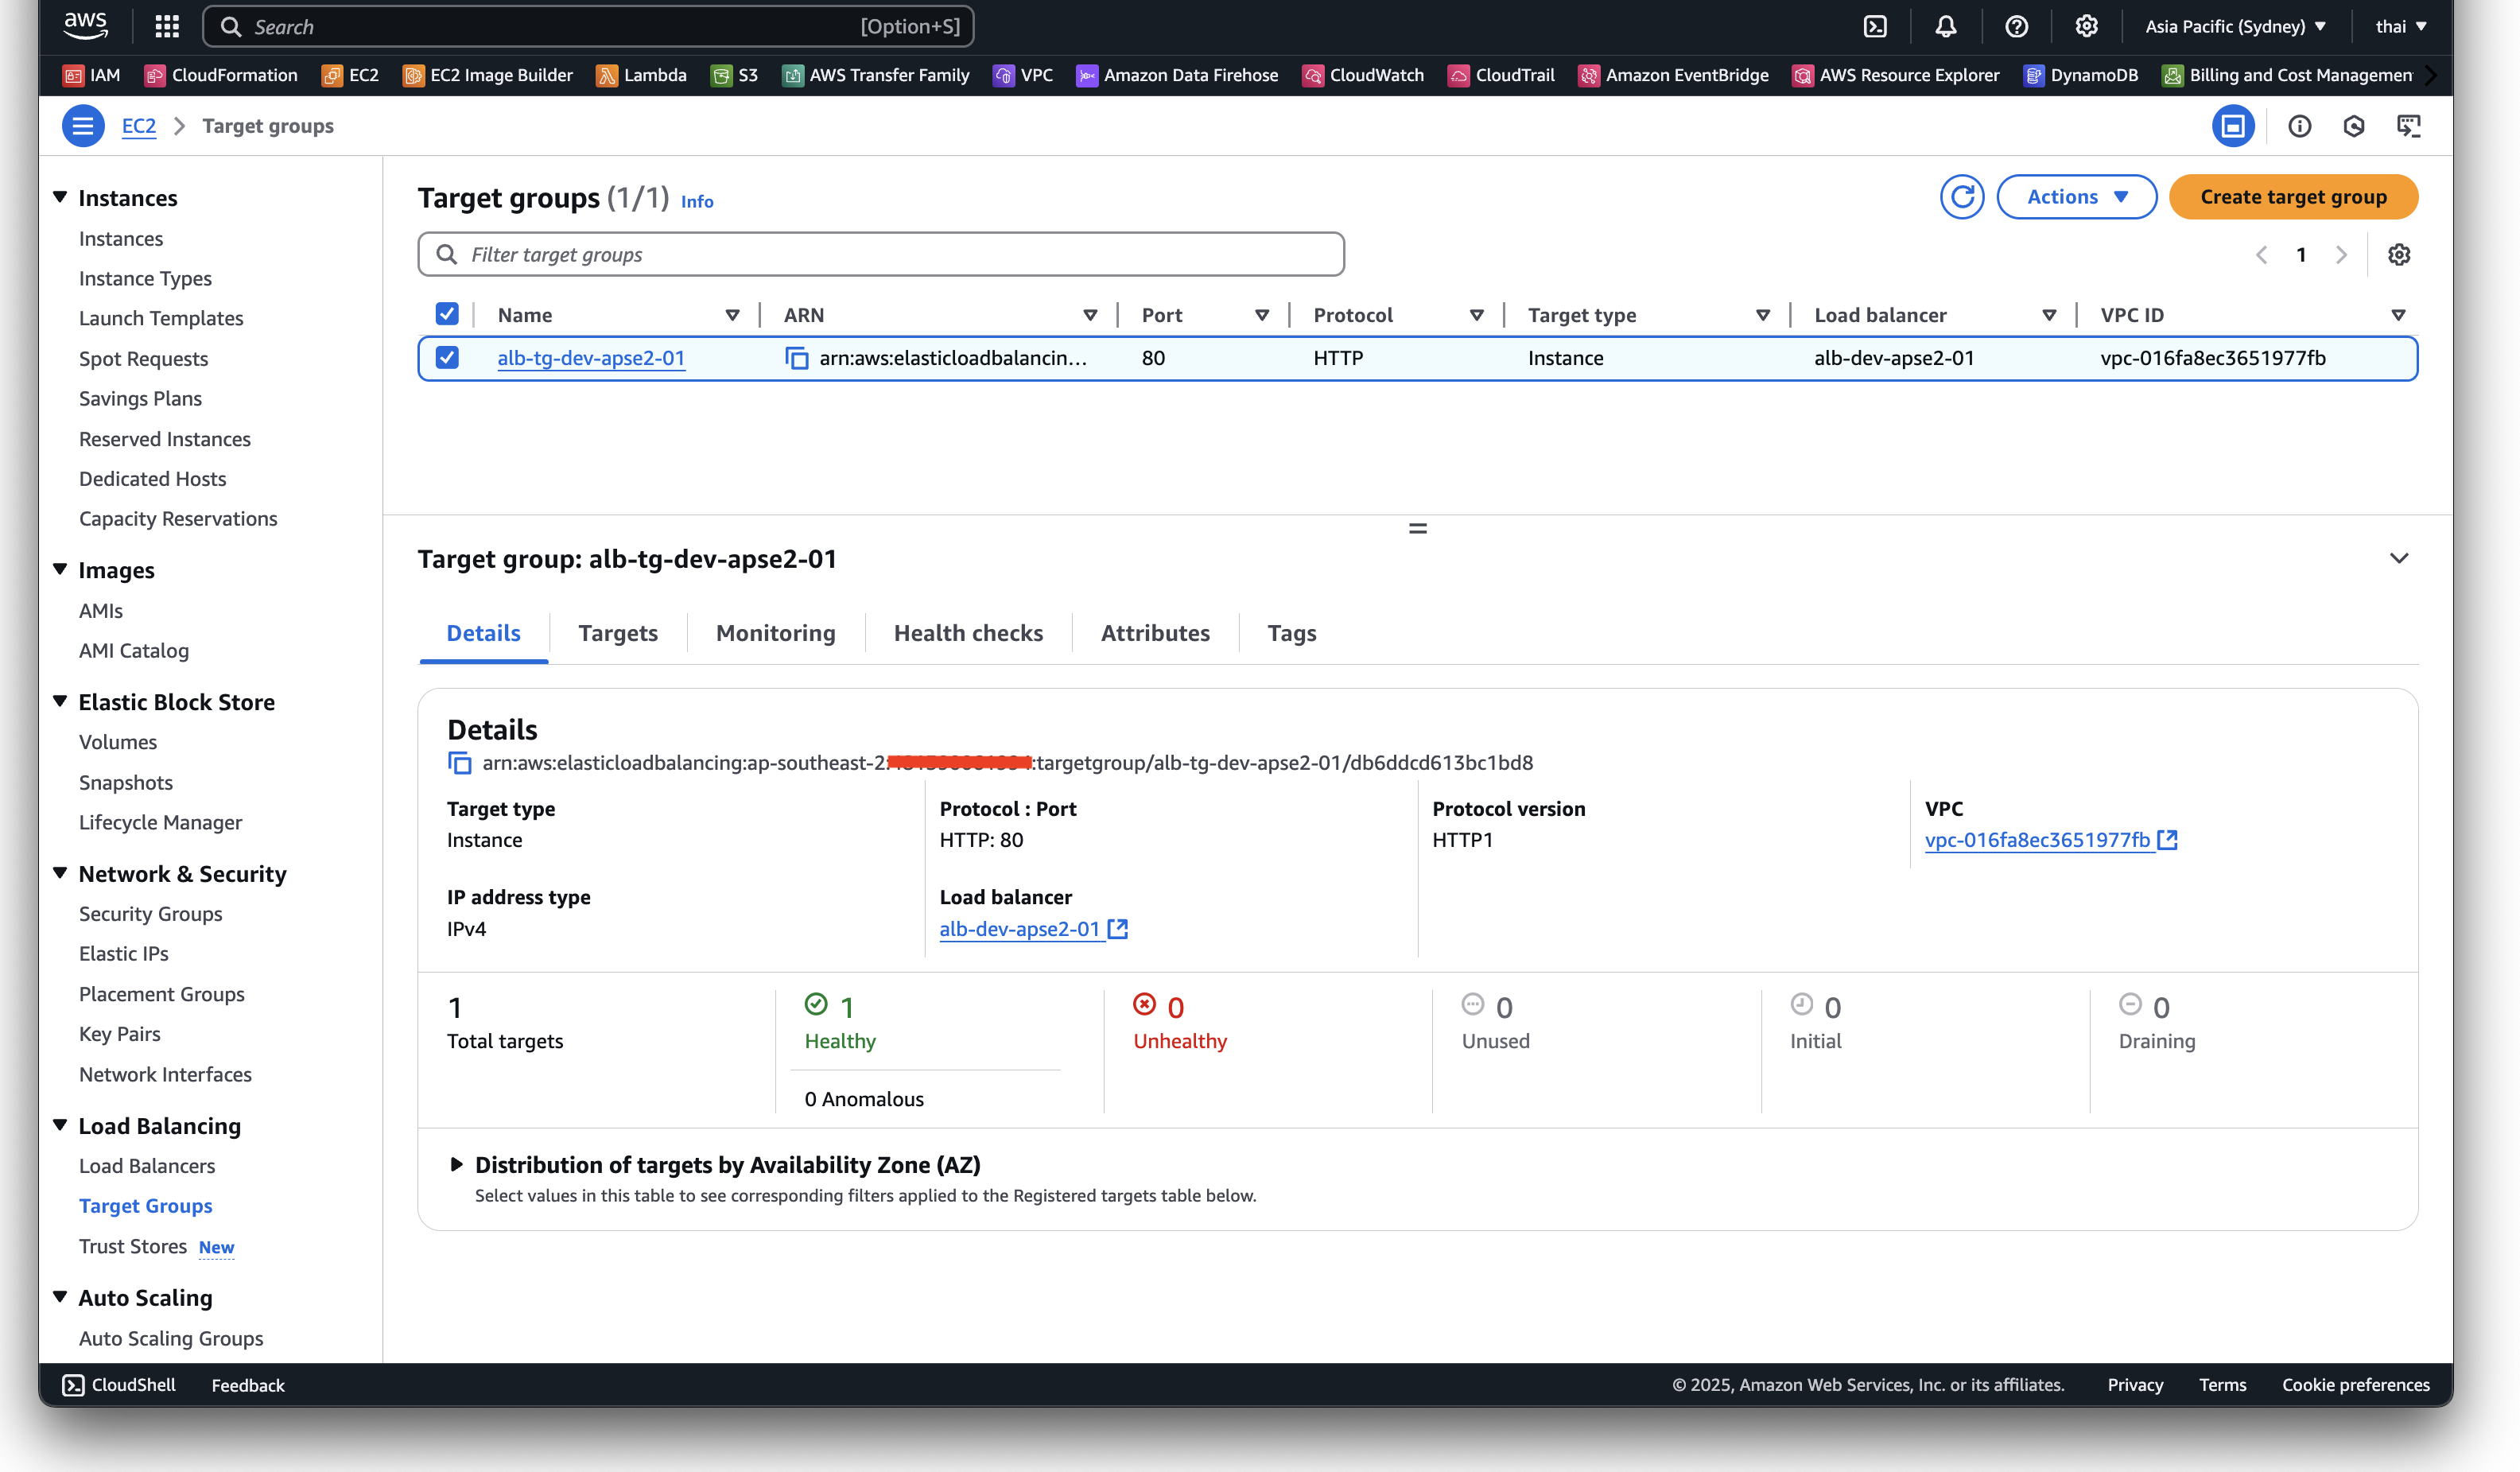 aws
Search [Option+S]
Asia Pacific (Sydney) thai
IAM CloudFormation EC2 EC2 Image Builder Lambda S3 AWS Transfer Family VPC Amazon Data Firehose CloudWatch CloudTrail Amazon EventBridge AWS Resource Explorer DynamoDB Billing and Cost Managemen
EC2 Target groups
Instances
Instances
Instance Types
Launch Templates
Spot Requests
Savings Plans
Reserved Instances
Dedicated Hosts
Capacity Reservations
Images
AMIs
AMI Catalog
Elastic Block Store
Volumes
Snapshots
Lifecycle Manager
Network & Security
Security Groups
Elastic IPs
Placement Groups
Key Pairs
Network Interfaces
Load Balancing
Load Balancers
Target Groups
Trust Stores New
Auto Scaling
Auto Scaling Groups
Target groups (1/1) Info
Actions
Create target group
Filter target groups
1
Name ARN Port Protocol Target type Load balancer VPC ID
alb-tg-dev-apse2-01 arn:aws:elasticloadbalancin… 80 HTTP Instance alb-dev-apse2-01 vpc-016fa8ec3651977fb
Target group: alb-tg-dev-apse2-01
Details Targets Monitoring Health checks Attributes Tags
Details
arn:aws:elasticloadbalancing:ap-southeast-2: :targetgroup/alb-tg-dev-apse2-01/db6ddcd613bc1bd8
Target type
Instance
Protocol : Port
HTTP: 80
Protocol version
HTTP1
VPC
vpc-016fa8ec3651977fb
IP address type
IPv4
Load balancer
alb-dev-apse2-01
1
Total targets
1
Healthy
0 Anomalous
0
Unhealthy
0
Unused
0
Initial
0
Draining
Distribution of targets by Availability Zone (AZ)
Select values in this table to see corresponding filters applied to the Registered targets table below.
CloudShell Feedback
© 2025, Amazon Web Services, Inc. or its affiliates. Privacy Terms Cookie preferences